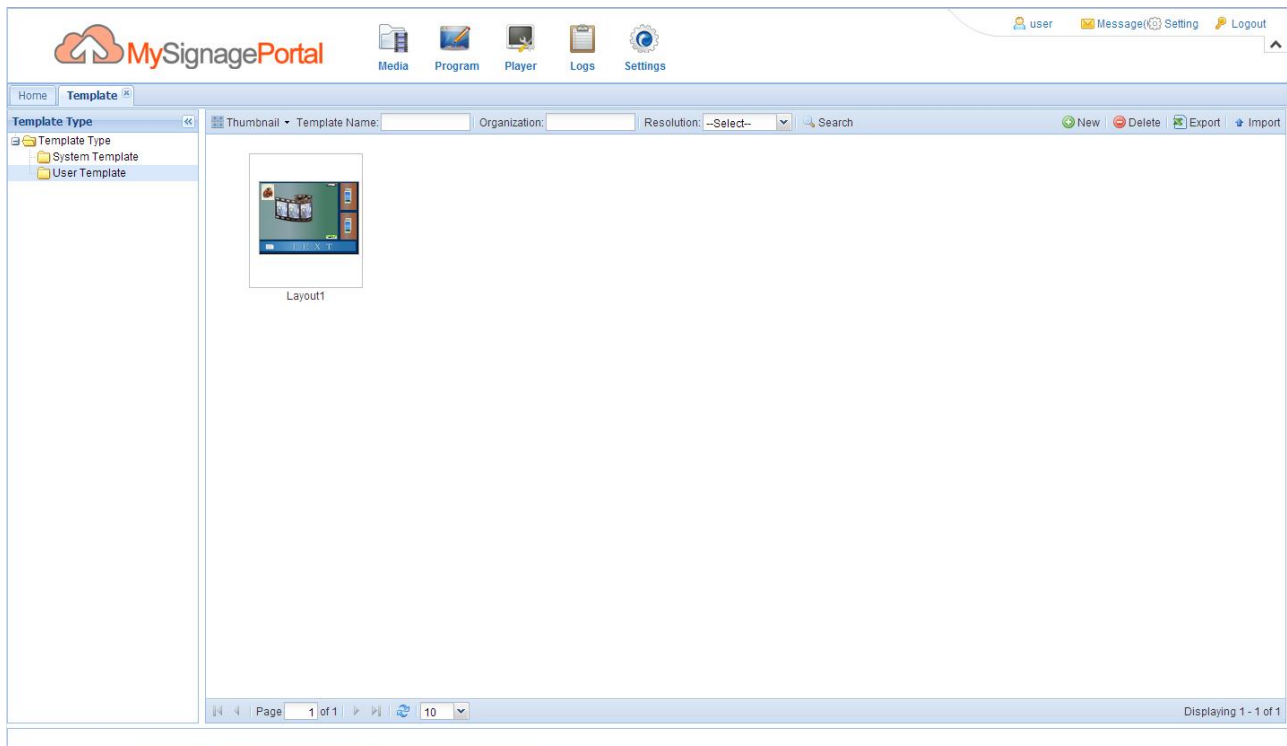 MySignagePortal
Media Program Player Logs Settings
user Message( Setting Logout
Home Template
Template Type
Thumbnail Template Name: Organization: Resolution: --Select-- Search New Delete Export Import
Template Type
System Template
User Template
TEXT
Layout1
Page 1 of 1 10 Displaying 1 - 1 of 1